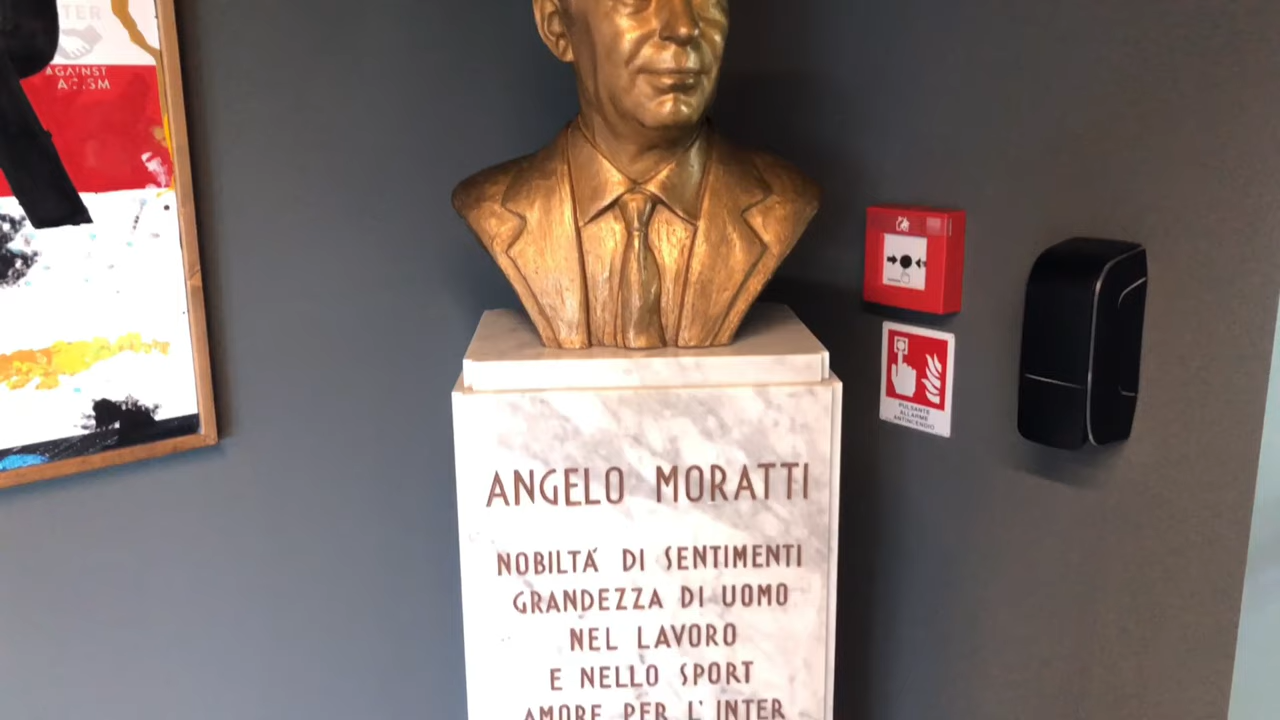 AGAINST
ANGELO MORATTI
NOBILTÁ DI SENTIMENTI
GRANDEZZA DI UOMO
NEL LAVORO
E NELLO SPORT
AMORE PER L' INTER
PULSANTE
ALLARME
ANTINCENDIO